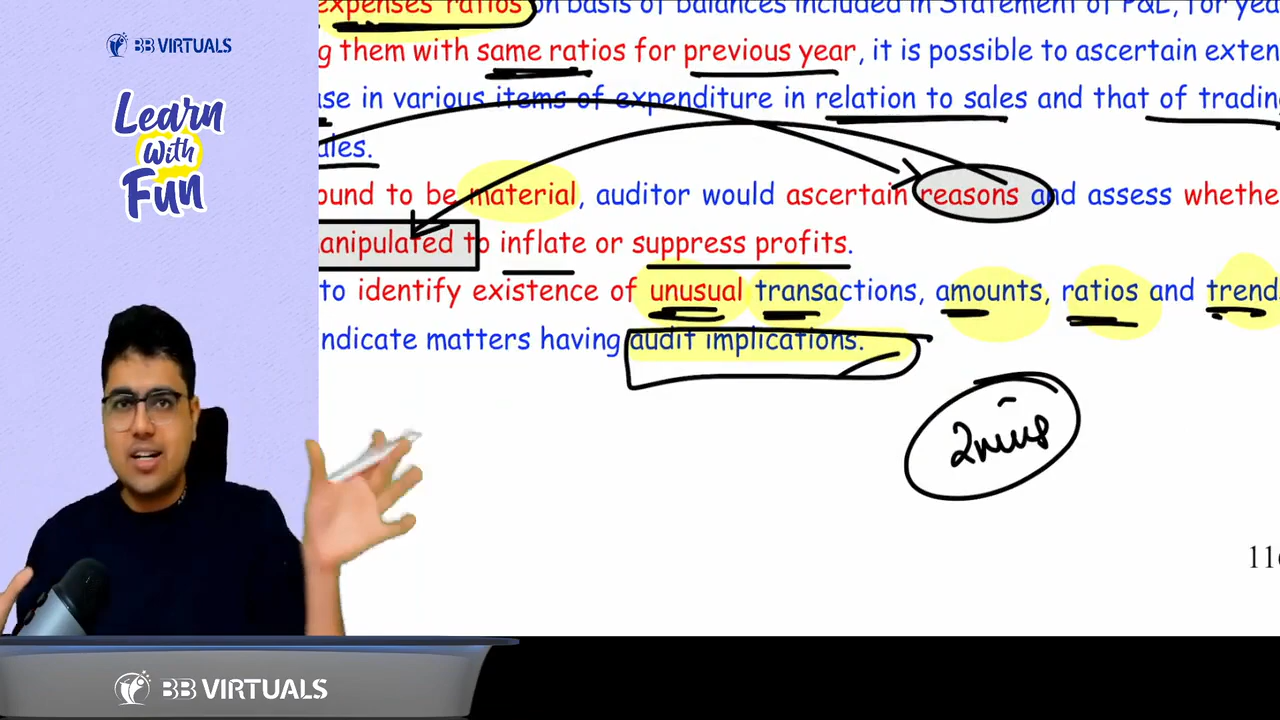 BB VIRTUALS
Learn
With
Fun
expenses ratios on basis of balances included in Statement of P&L, for yea
g them with same ratios for previous year, it is possible to ascertain exten
se in various items of expenditure in relation to sales and that of trading
ales.
ound to be material, auditor would ascertain reasons and assess whethe
anipulated to inflate or suppress profits.
to identify existence of unusual transactions, amounts, ratios and trend
indicate matters having audit implications.
116
BB VIRTUALS